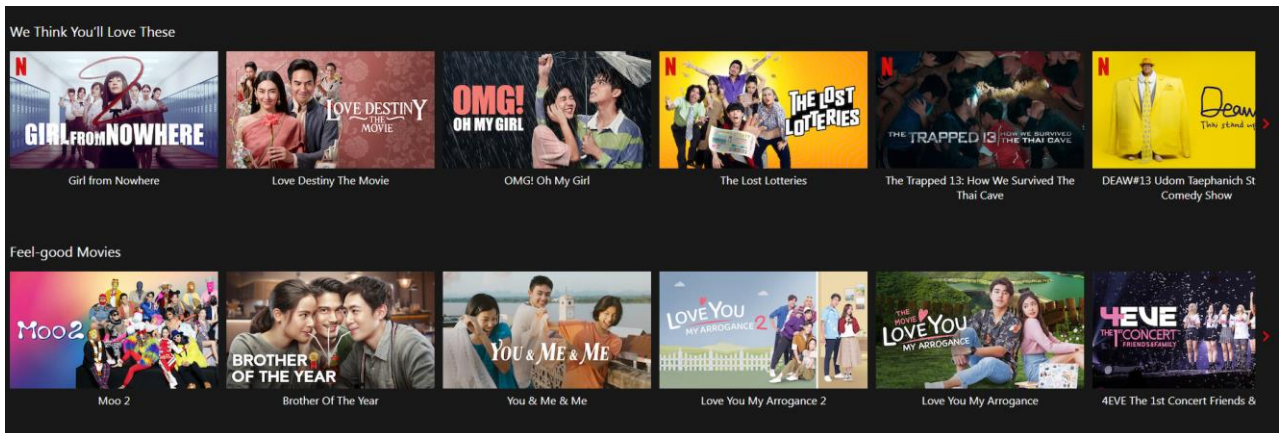 We Think You'll Love These
N
GIRL FROM NOWHERE
2
LOVE DESTINY
THE
MOVIE
OMG!
OH MY GIRL
N
THE LOST
LOTTERIES
N
THE TRAPPED 13 HOW WE SURVIVED
THE THAI CAVE
N
Deaw
Thai stand up
Girl from Nowhere
Love Destiny The Movie
OMG! Oh My Girl
The Lost Lotteries
The Trapped 13: How We Survived The
Thai Cave
DEAW#13 Udom Taephanich St
Comedy Show
Feel-good Movies
Moo2
BROTHER
OF THE YEAR
YOU & ME & ME
LOVE YOU
MY ARROGANCE 2
THE
MOVIE
LOVE YOU
MY ARROGANCE
4EVE
THE 1ST CONCERT
FRIENDS&FAMILY
Moo 2
Brother Of The Year
You & Me & Me
Love You My Arrogance 2
Love You My Arrogance
4EVE The 1st Concert Friends &